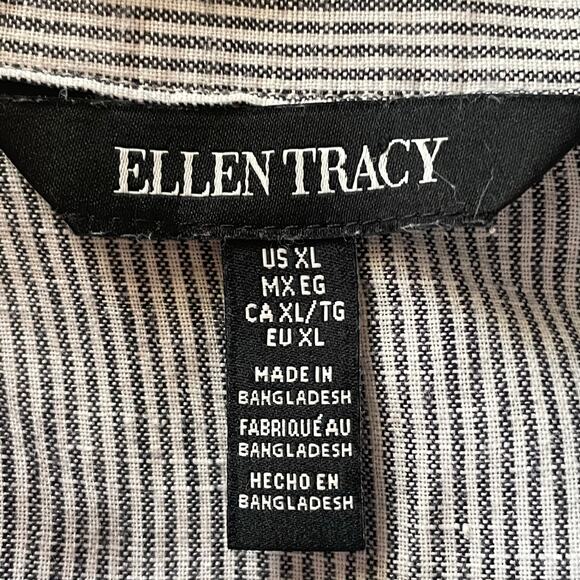 ELLEN TRACY
US XL
MX EG
CA XL/TG
EU XL
MADE IN
BANGLADESH
FABRIQUÉ AU
BANGLADESH
HECHO EN
BANGLADESH